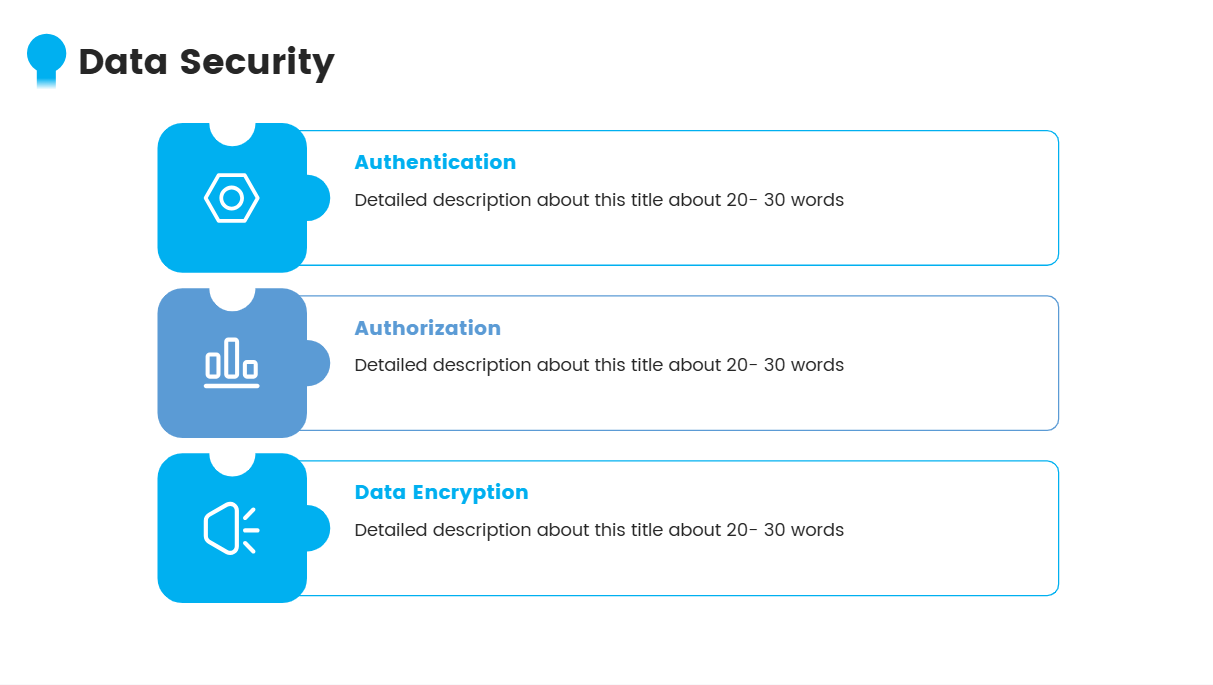 Data Security
Authentication
Detailed description about this title about 20- 30 words
Authorization
Detailed description about this title about 20- 30 words
Data Encryption
Detailed description about this title about 20- 30 words